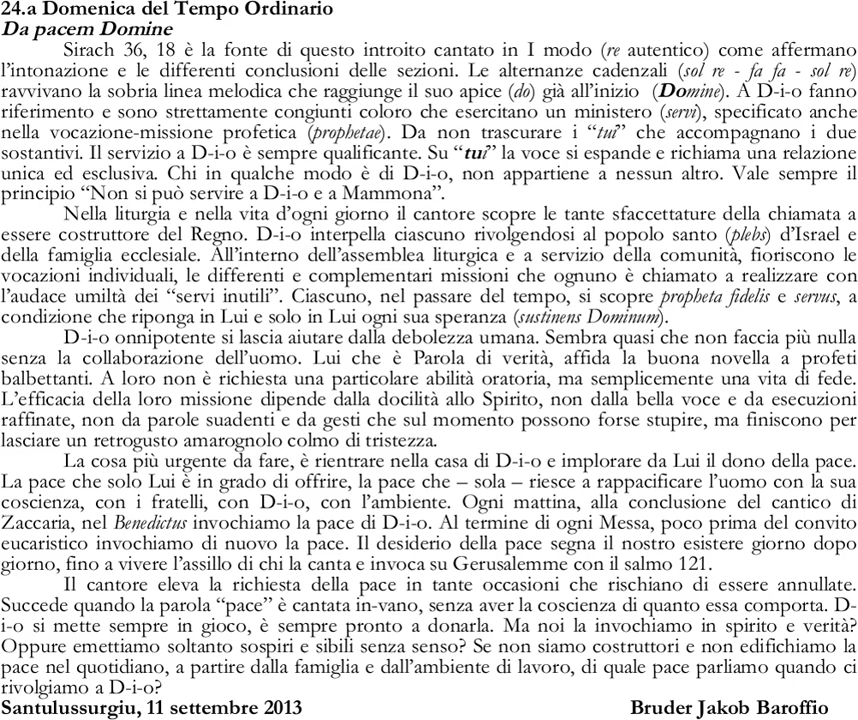 24.a Domenica del Tempo Ordinario
Da pacem Domine
Sirach 36, 18 è la fonte di questo introito cantato in I modo (re autentico) come affermano
l’intonazione e le differenti conclusioni delle sezioni. Le alternanze cadenzali (sol re - fa fa - sol re)
ravvivano la sobria linea melodica che raggiunge il suo apice (do) già all’inizio (Domine). A D-i-o fanno
riferimento e sono strettamente congiunti coloro che esercitano un ministero (servi), specificato anche
nella vocazione-missione profetica (prophetae). Da non trascurare i “tui” che accompagnano i due
sostantivi. Il servizio a D-i-o è sempre qualificante. Su “tui” la voce si espande e richiama una relazione
unica ed esclusiva. Chi in qualche modo è di D-i-o, non appartiene a nessun altro. Vale sempre il
principio “Non si può servire a D-i-o e a Mammona”.
Nella liturgia e nella vita d’ogni giorno il cantore scopre le tante sfaccettature della chiamata a
essere costruttore del Regno. D-i-o interpella ciascuno rivolgendosi al popolo santo (plebs) d’Israel e
della famiglia ecclesiale. All’interno dell’assemblea liturgica e a servizio della comunità, fioriscono le
vocazioni individuali, le differenti e complementari missioni che ognuno è chiamato a realizzare con
l’audace umiltà dei “servi inutili”. Ciascuno, nel passare del tempo, si scopre propheta fidelis e servus, a
condizione che riponga in Lui e solo in Lui ogni sua speranza (sustinens Dominum).
D-i-o onnipotente si lascia aiutare dalla debolezza umana. Sembra quasi che non faccia più nulla
senza la collaborazione dell’uomo. Lui che è Parola di verità, affida la buona novella a profeti
balbettanti. A loro non è richiesta una particolare abilità oratoria, ma semplicemente una vita di fede.
L’efficacia della loro missione dipende dalla docilità allo Spirito, non dalla bella voce e da esecuzioni
raffinate, non da parole suadenti e da gesti che sul momento possono forse stupire, ma finiscono per
lasciare un retrogusto amarognolo colmo di tristezza.
La cosa più urgente da fare, è rientrare nella casa di D-i-o e implorare da Lui il dono della pace.
La pace che solo Lui è in grado di offrire, la pace che – sola – riesce a rappacificare l’uomo con la sua
coscienza, con i fratelli, con D-i-o, con l’ambiente. Ogni mattina, alla conclusione del cantico di
Zaccaria, nel Benedictus invochiamo la pace di D-i-o. Al termine di ogni Messa, poco prima del convito
eucaristico invochiamo di nuovo la pace. Il desiderio della pace segna il nostro esistere giorno dopo
giorno, fino a vivere l’assillo di chi la canta e invoca su Gerusalemme con il salmo 121.
Il cantore eleva la richiesta della pace in tante occasioni che rischiano di essere annullate.
Succede quando la parola “pace” è cantata in-vano, senza aver la coscienza di quanto essa comporta. D-
i-o si mette sempre in gioco, è sempre pronto a donarla. Ma noi la invochiamo in spirito e verità?
Oppure emettiamo soltanto sospiri e sibili senza senso? Se non siamo costruttori e non edifichiamo la
pace nel quotidiano, a partire dalla famiglia e dall’ambiente di lavoro, di quale pace parliamo quando ci
rivolgiamo a D-i-o?
Santulussurgiu, 11 settembre 2013 Bruder Jakob Baroffio